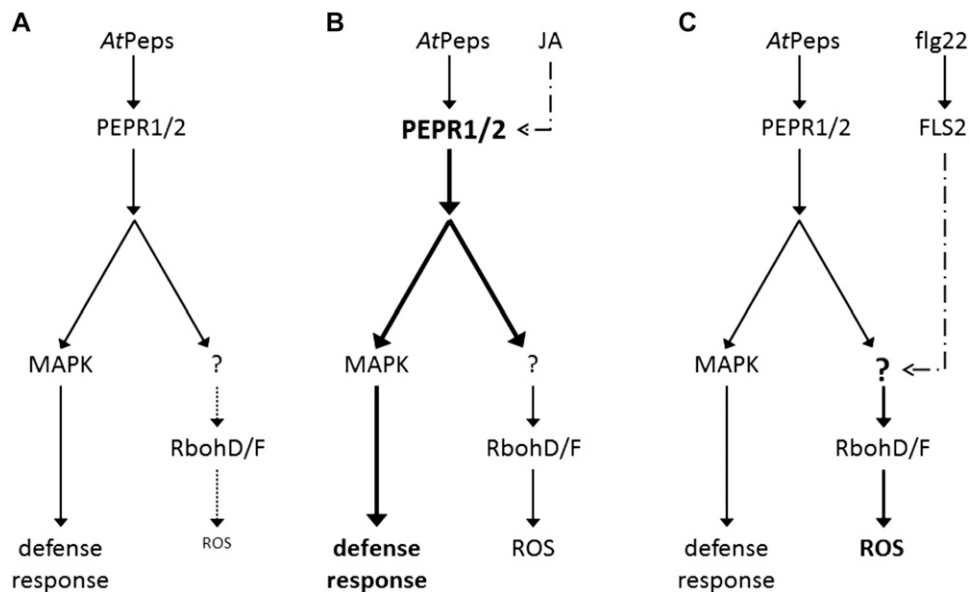 A
AtPeps
PEPR1/2
MAPK
?
RbohD/F
defense
response
ROS
B
AtPeps
JA
PEPR1/2
MAPK
?
RbohD/F
defense
response
ROS
C
AtPeps
flg22
PEPR1/2
FLS2
MAPK
?
RbohD/F
defense
response
ROS